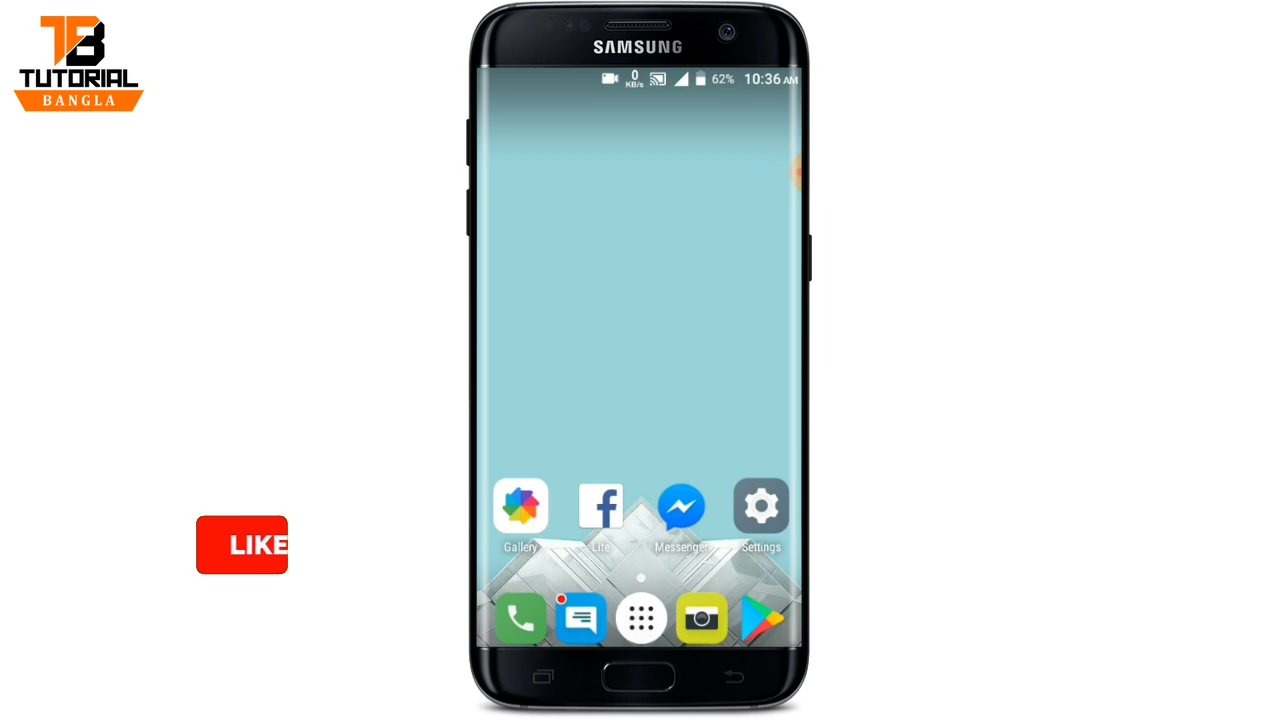 TB
TUTORIAL
BANGLA
SAMSUNG
0
KB/s
62%
10:36 AM
Gallery
Lite
Messenger
Settings
LIKE